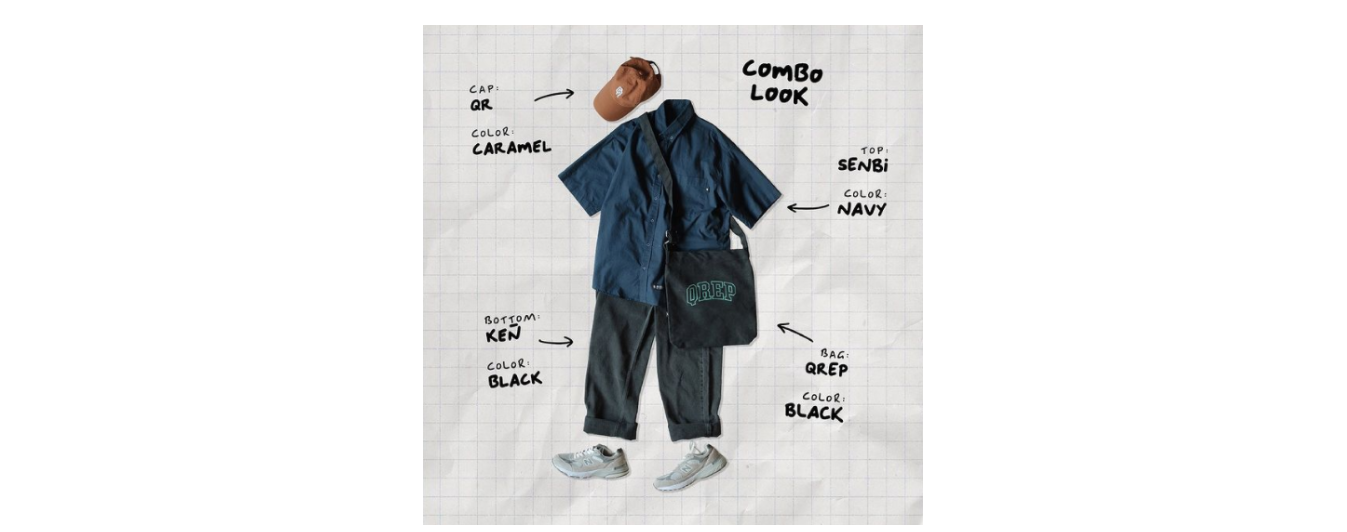 COMBO
LOOK
CAP:
QR
COLOR:
CARAMEL
TOP:
SENBi
COLOR:
NAVY
QREP
BOTTOM:
KEN̄
COLOR:
BLACK
BAG:
QREP
COLOR:
BLACK